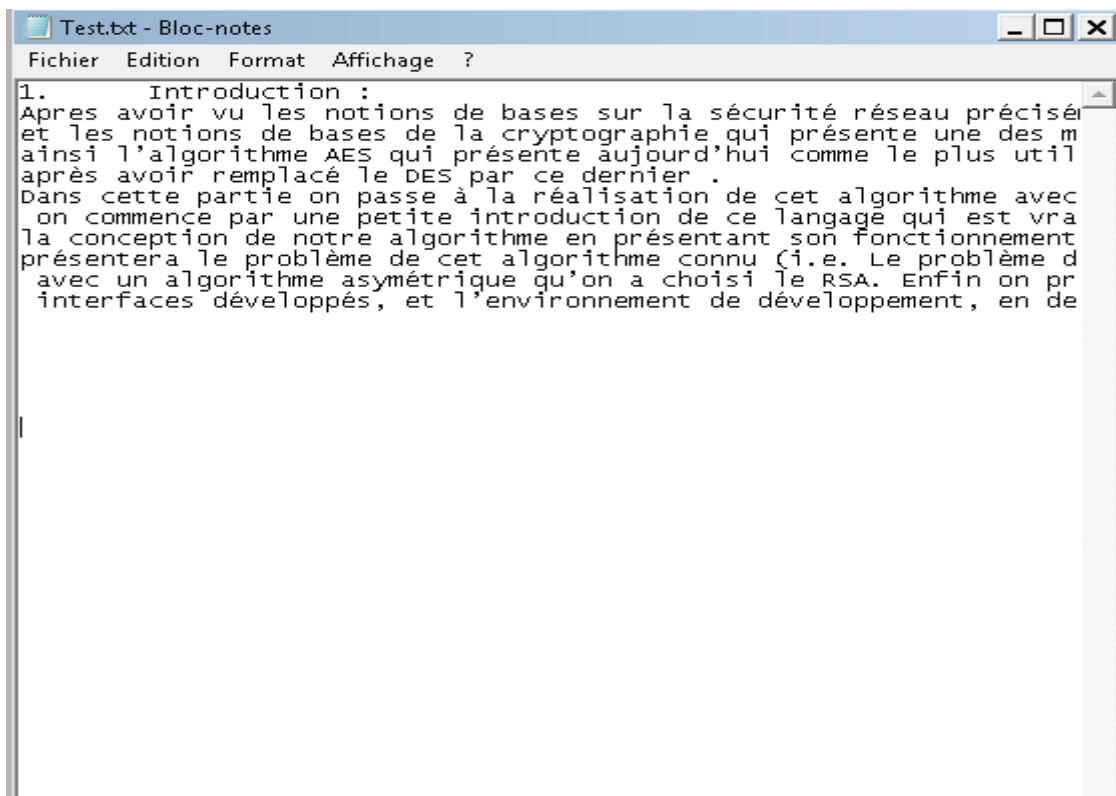 Test.txt - Bloc-notes
Fichier Edition Format Affichage ?
1. Introduction :
Apres avoir vu les notions de bases sur la sécurité réseau précisé
et les notions de bases de la cryptographie qui présente une des m
ainsi l'algorithme AES qui présente aujourd'hui comme le plus util
après avoir remplacé le DES par ce dernier .
Dans cette partie on passe à la réalisation de cet algorithme avec
on commence par une petite introduction de ce langage qui est vra
la conception de notre algorithme en présentant son fonctionnement
présentera le problème de cet algorithme connu (i.e. Le problème d
avec un algorithme asymétrique qu'on a choisi le RSA. Enfin on pr
interfaces développés, et l'environnement de développement, en de